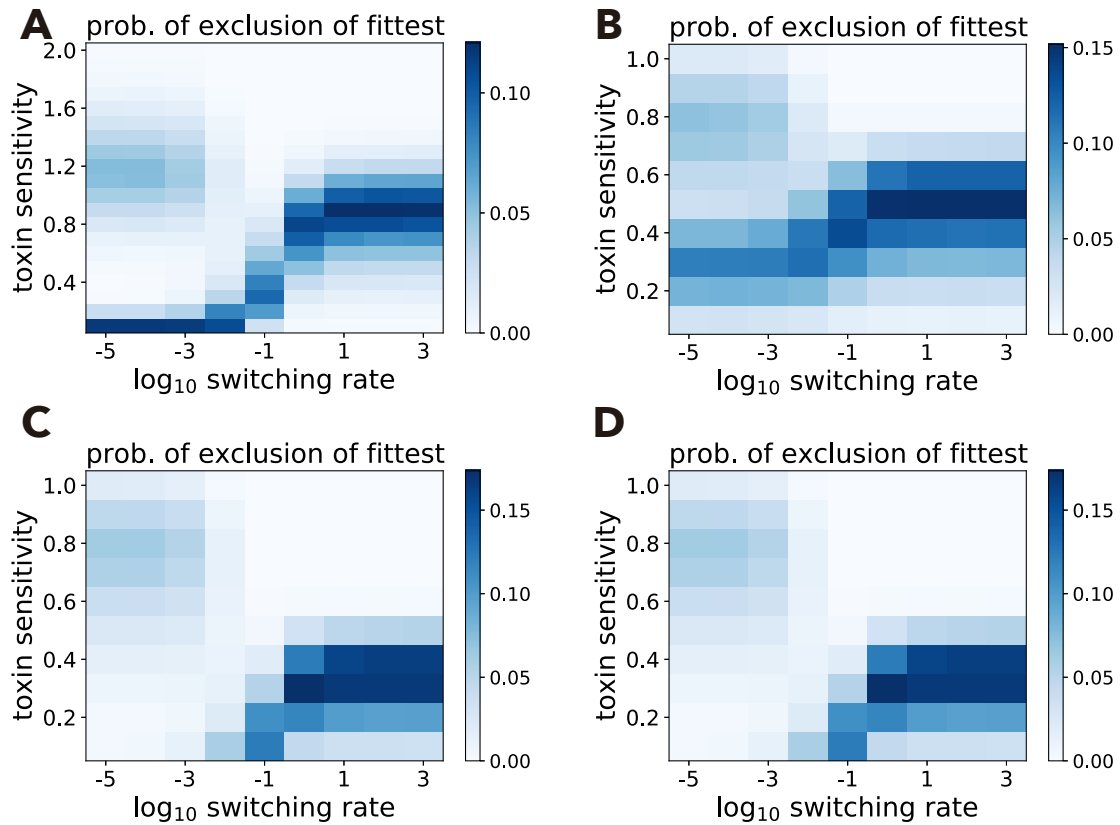 A
prob. of exclusion of fittest
2.0
1.6
1.2
0.8
0.4
toxin sensitivity
-5 -3 -1 1 3
log₁₀ switching rate
0.10
0.05
0.00
B
prob. of exclusion of fittest
1.0
0.8
0.6
0.4
0.2
toxin sensitivity
-5 -3 -1 1 3
log₁₀ switching rate
0.15
0.10
0.05
0.00
C
prob. of exclusion of fittest
1.0
0.8
0.6
0.4
0.2
toxin sensitivity
-5 -3 -1 1 3
log₁₀ switching rate
0.15
0.10
0.05
0.00
D
prob. of exclusion of fittest
1.0
0.8
0.6
0.4
0.2
toxin sensitivity
-5 -3 -1 1 3
log₁₀ switching rate
0.15
0.10
0.05
0.00